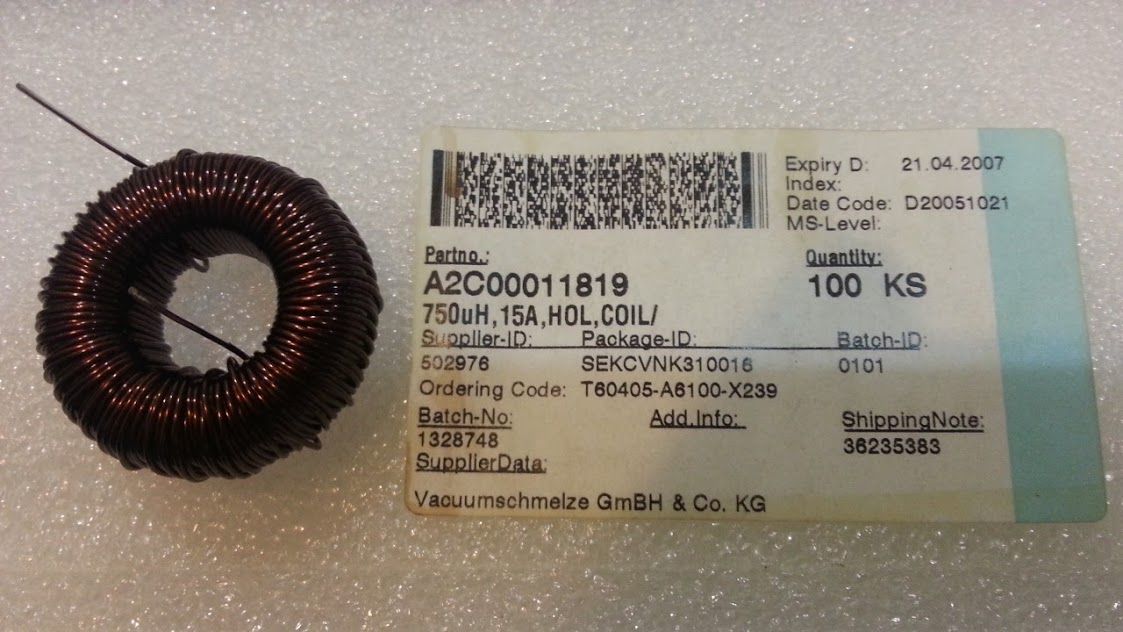 Expiry D: 21.04.2007
Index:
Date Code: D20051021
MS-Level:
Partno.: Quantity:
A2C00011819 100 KS
750uH,15A,HOL,COIL/
Supplier-ID: Package-ID: Batch-ID:
502976 SEKCVNK310016 0101
Ordering Code: T60405-A6100-X239
Batch-No: Add.Info: ShippingNote:
1328748 36235383
SupplierData:
Vacuumschmelze GmBH & Co. KG